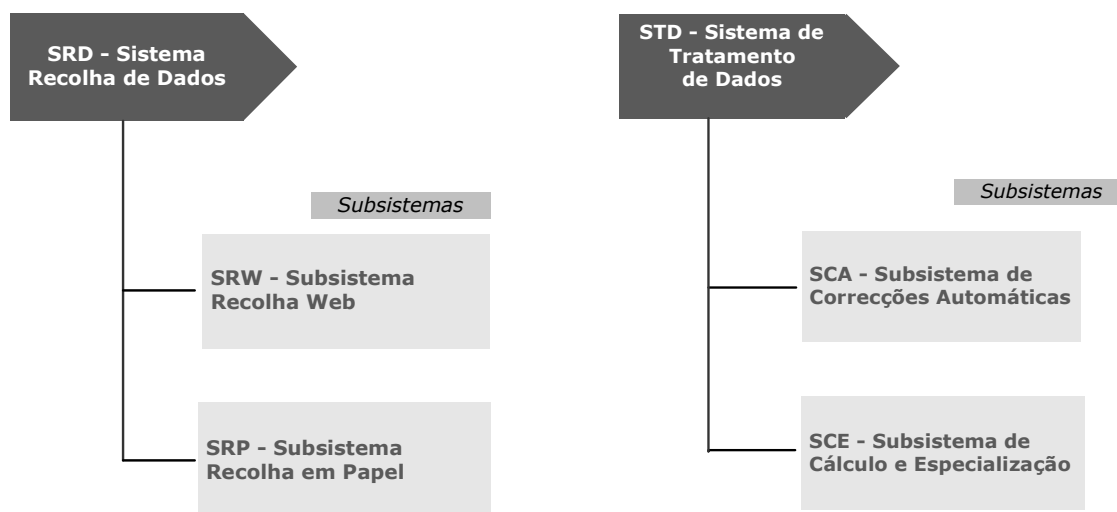 SRD - Sistema
Recolha de Dados
Subsistemas
SRW - Subsistema
Recolha Web
SRP - Subsistema
Recolha em Papel
STD - Sistema de
Tratamento
de Dados
Subsistemas
SCA - Subsistema de
Correcções Automáticas
SCE - Subsistema de
Cálculo e Especialização